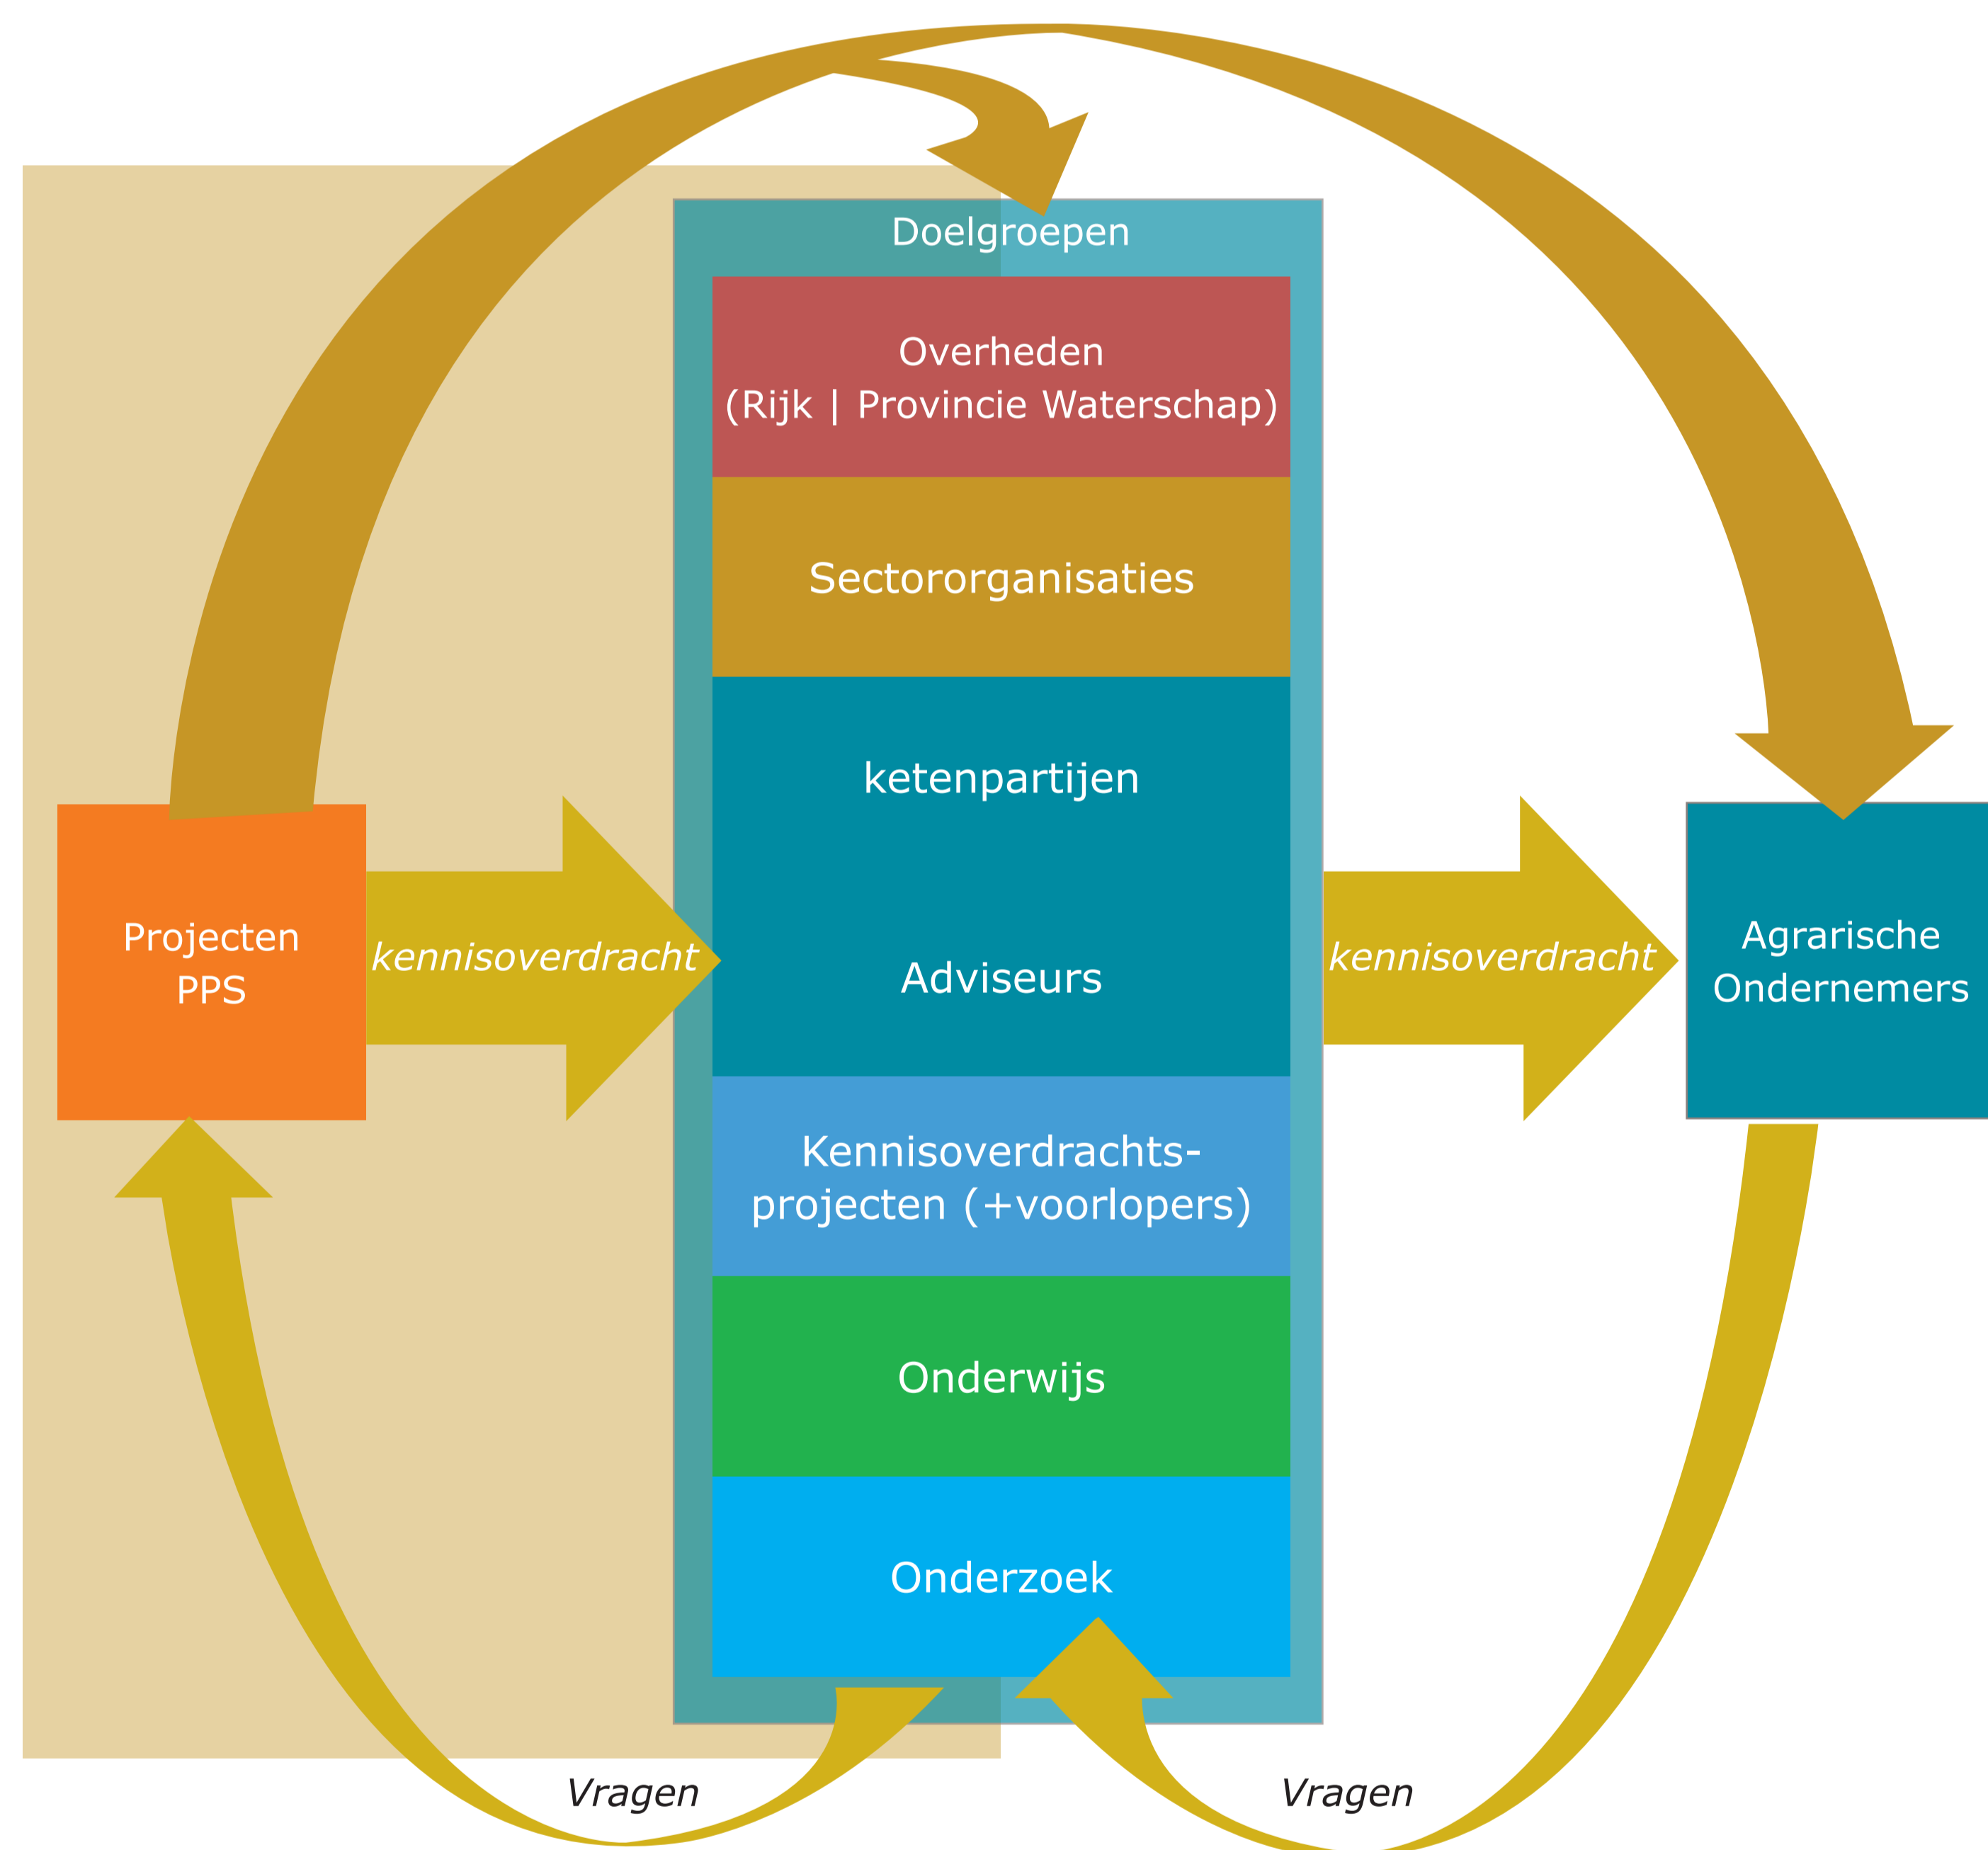 Doelgroepen
Overheden
(Rijk | Provincie Waterschap)
Sectororganisaties
ketenpartijen
Projecten
PPS
kennisoverdracht
Adviseurs
kennisoverdracht
Agrarische
Ondernemers
Kennisoverdrachts-
projecten (+voorlopers)
Onderwijs
Onderzoek
Vragen
Vragen